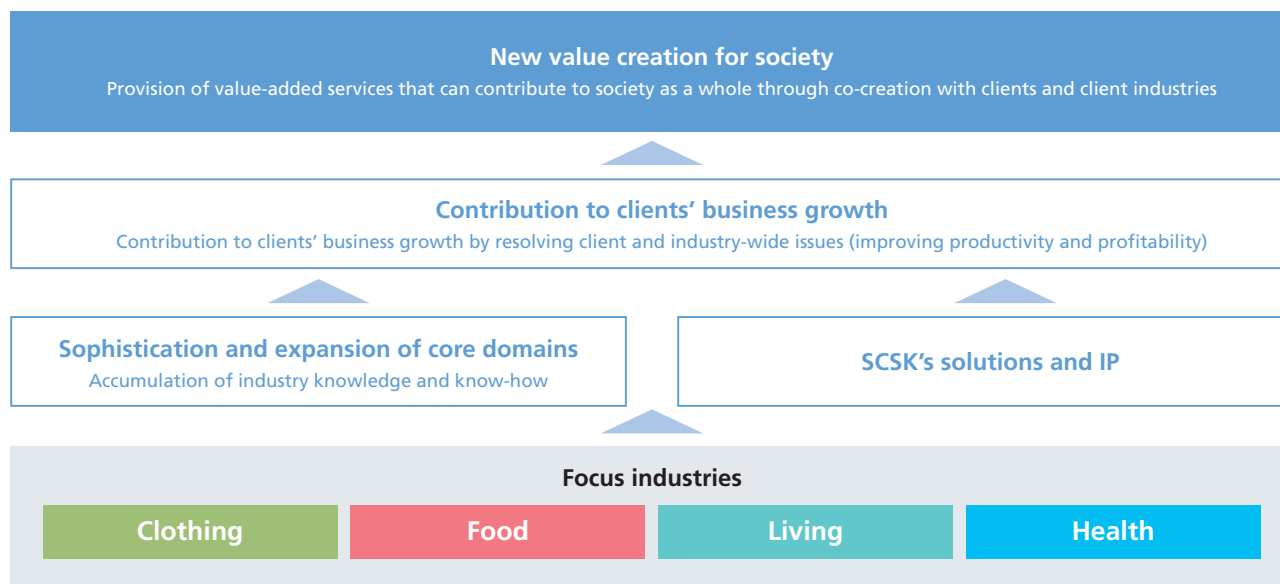 New value creation for society
Provision of value-added services that can contribute to society as a whole through co-creation with clients and client industries
Contribution to clients’ business growth
Contribution to clients’ business growth by resolving client and industry-wide issues (improving productivity and profitability)
Sophistication and expansion of core domains
Accumulation of industry knowledge and know-how
SCSK’s solutions and IP
Focus industries
Clothing
Food
Living
Health